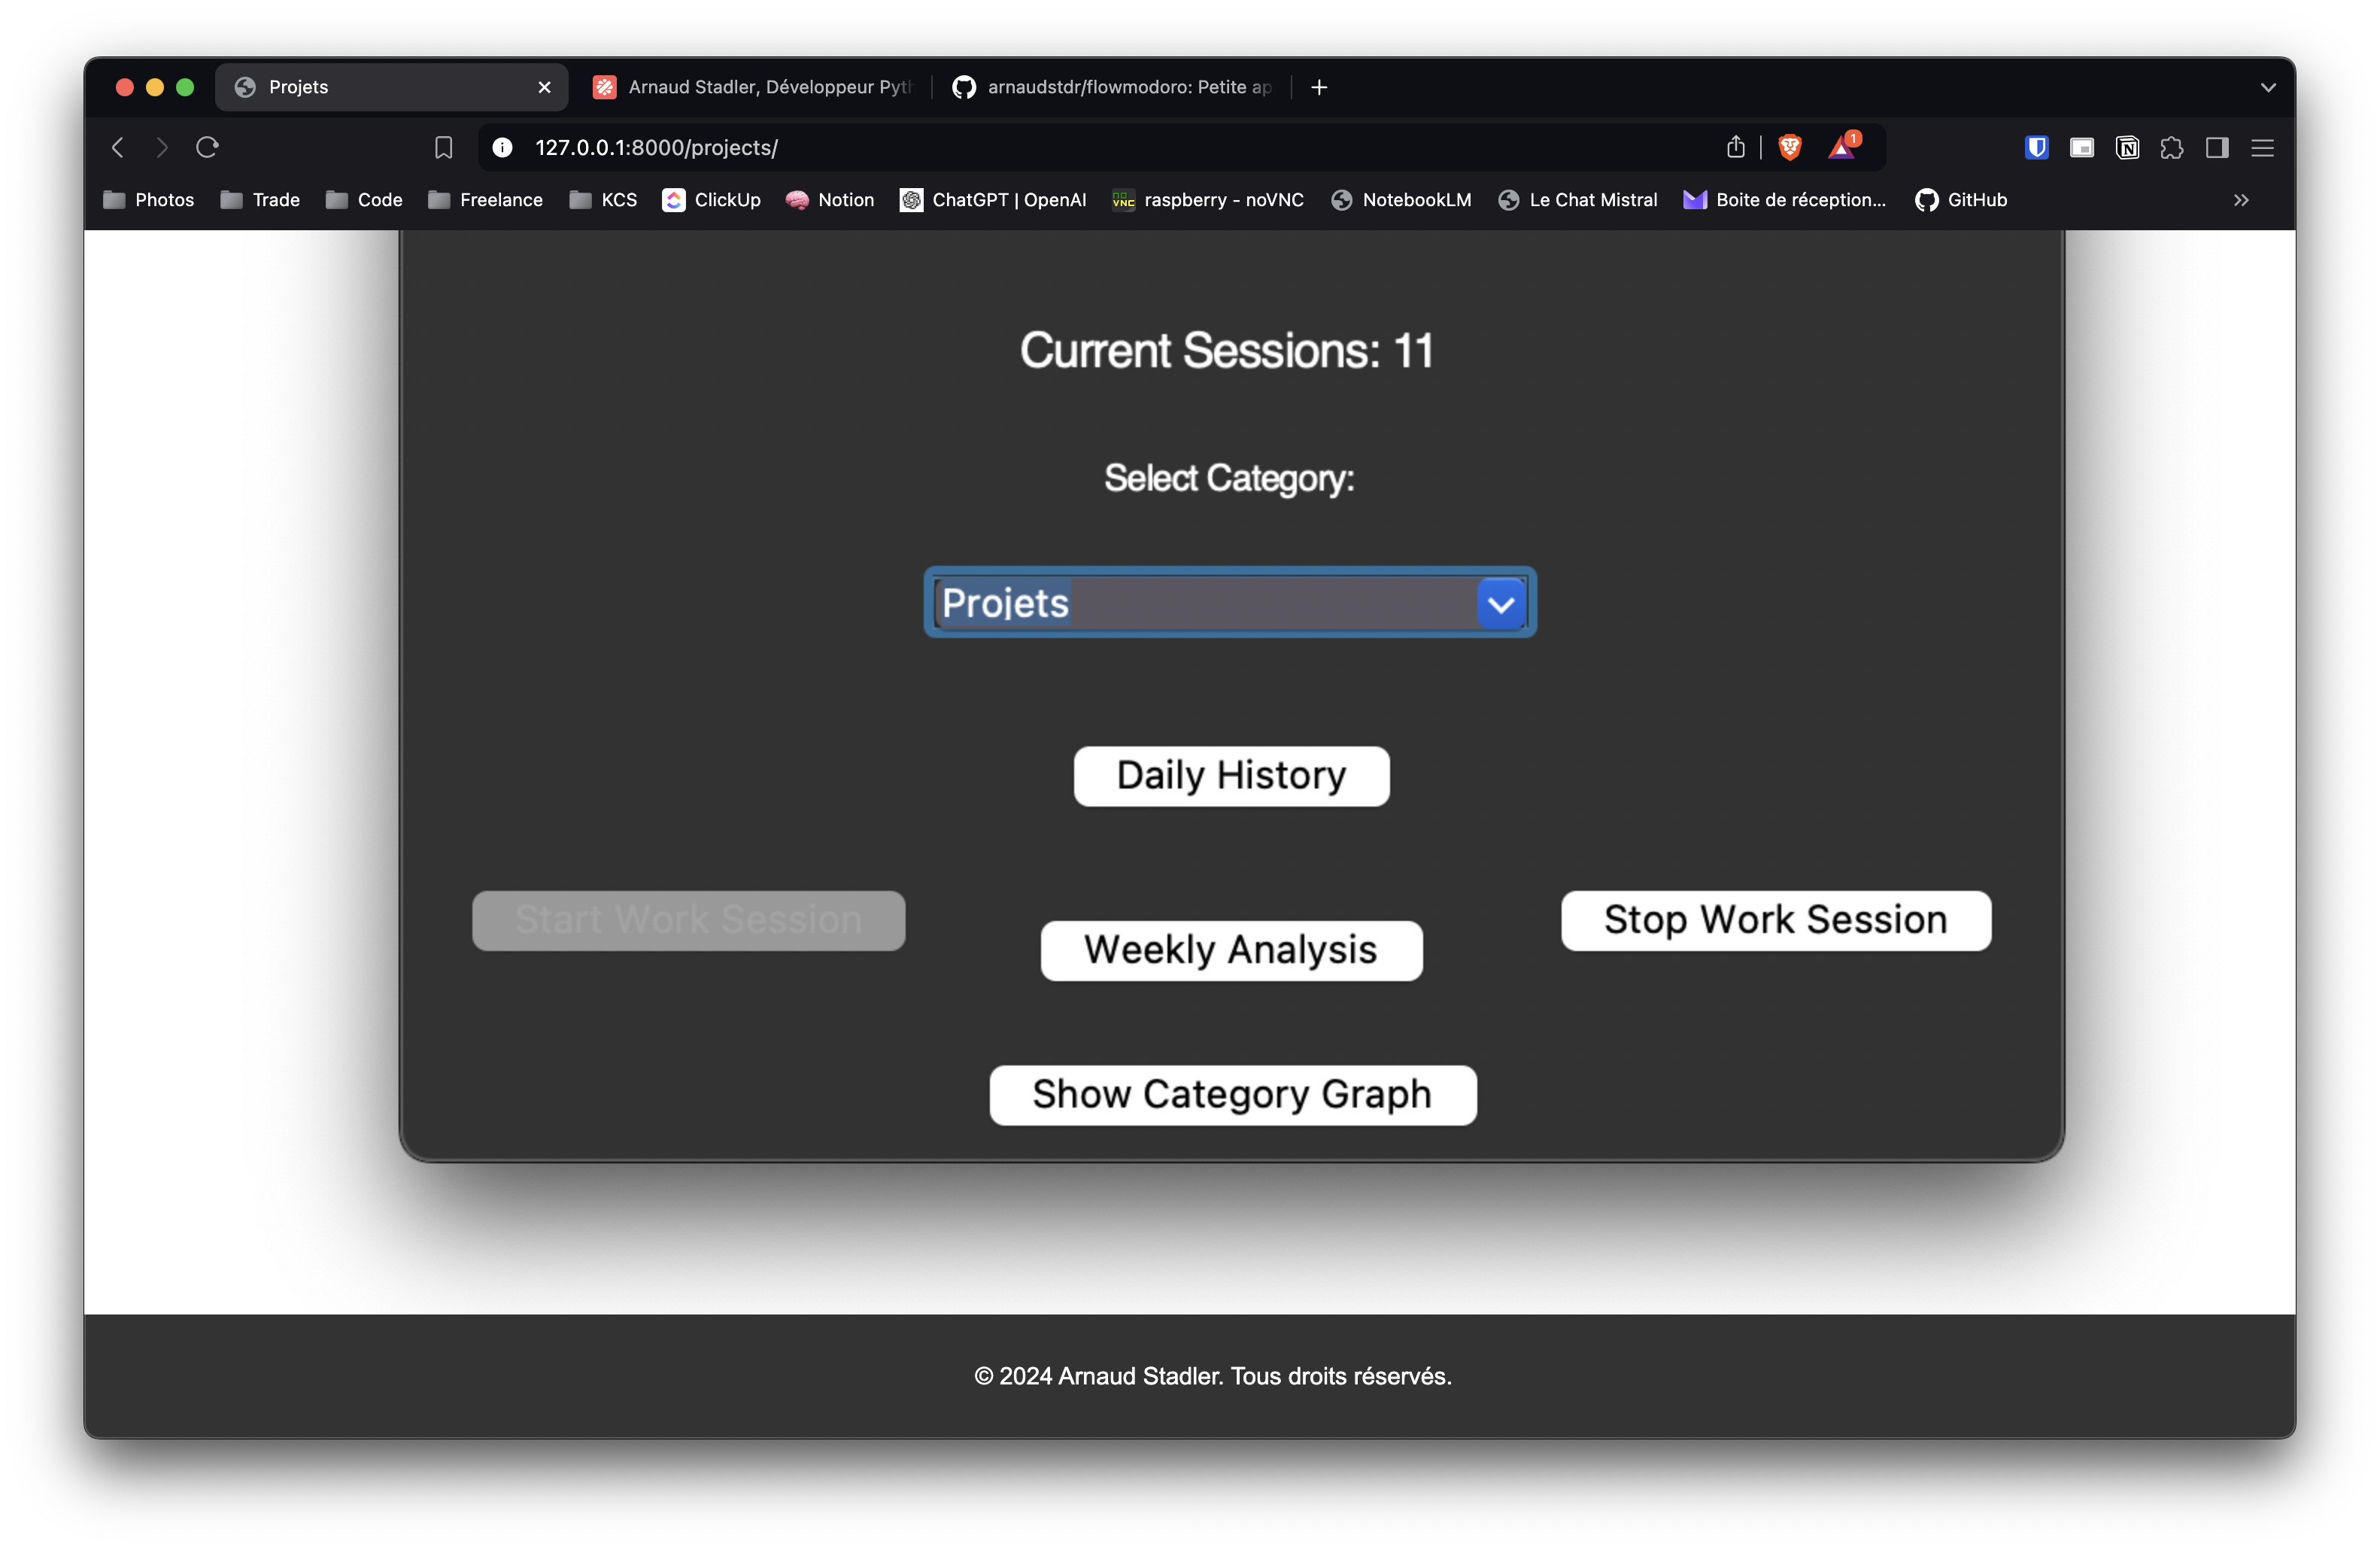 Projets
Arnaud Stadler, Développeur Pyth
arnaudstdr/flowmodoro: Petite ap
127.0.0.1:8000/projects/
1
Photos
Trade
Code
Freelance
KCS
ClickUp
Notion
ChatGPT | OpenAI
VNC
raspberry - noVNC
NotebookLM
Le Chat Mistral
Boite de réception...
GitHub
Current Sessions: 11
Select Category:
Projets
Daily History
Start Work Session
Stop Work Session
Weekly Analysis
Show Category Graph
© 2024 Arnaud Stadler. Tous droits réservés.